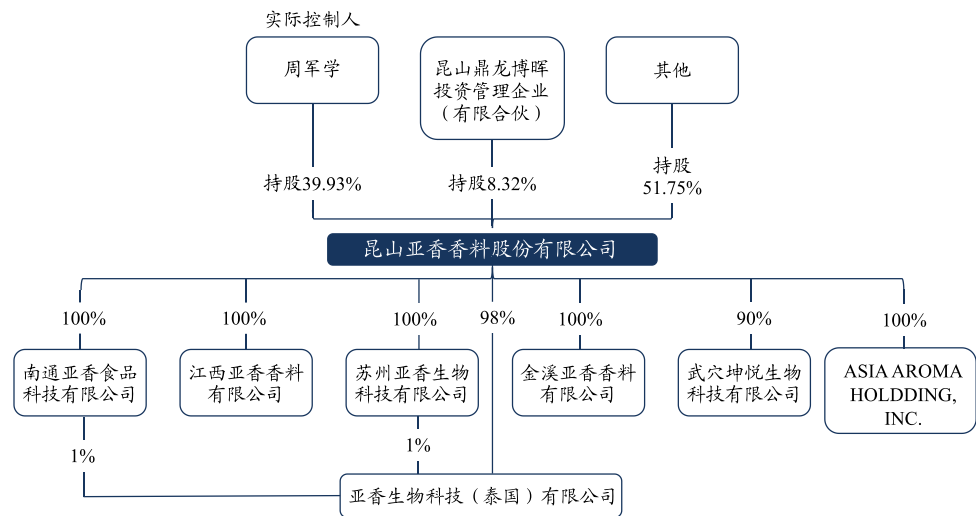 实际控制人
周军学
昆山鼎龙博晖
投资管理企业
（有限合伙）
其他
持股39.93%
持股8.32%
持股
51.75%
昆山亚香香料股份有限公司
100%
100%
100%
98%
100%
90%
100%
南通亚香食品
科技有限公司
江西亚香香料
有限公司
苏州亚香生物
科技有限公司
金溪亚香香料
有限公司
武穴坤悦生物
科技有限公司
ASIA AROMA
HOLDDING,
INC.
1%
1%
亚香生物科技（泰国）有限公司